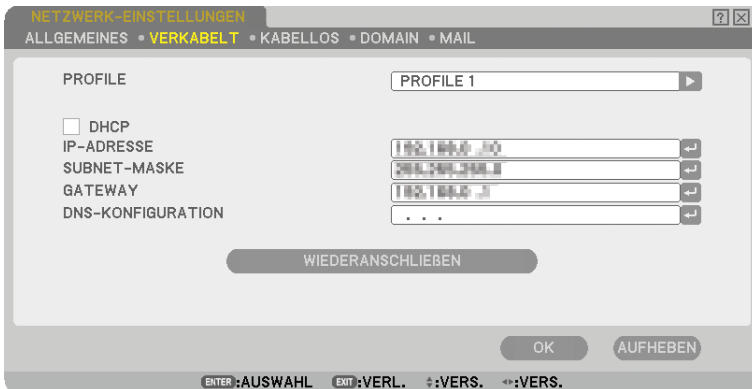 NETZWERK-EINSTELLUNGEN
ALLGEMEINES • VERKABELT • KABELLOS • DOMAIN • MAIL
PROFILE PROFILE 1
DHCP
IP-ADRESSE
SUBNET-MASKE
GATEWAY
DNS-KONFIGURATION . . .
WIEDERANSCHLIEßEN
OK AUFHEBEN
ENTER :AUSWAHL EXIT :VERL. :VERS. :VERS.